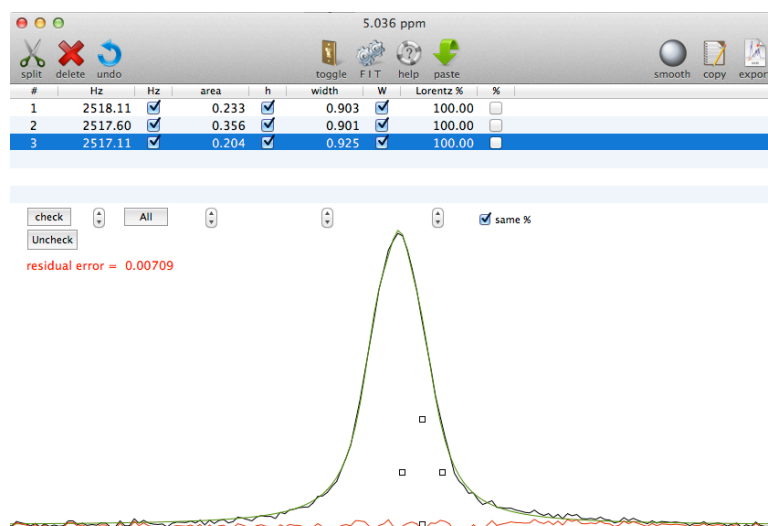 5.036 ppm
split delete undo toggle F I T help paste smooth copy export
# Hz Hz area h width W Lorentz % %
1 2518.11 0.233 0.903 100.00
2 2517.60 0.356 0.901 100.00
3 2517.11 0.204 0.925 100.00
check All same %
Uncheck
residual error = 0.00709